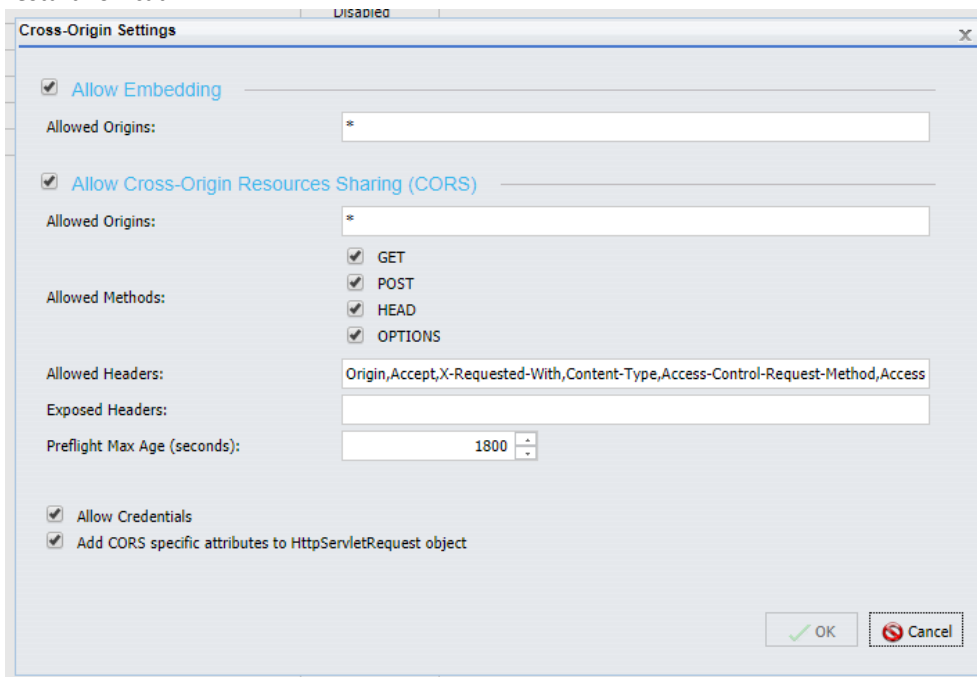 Disabled
Cross-Origin Settings
x
Allow Embedding
Allowed Origins:
*
Allow Cross-Origin Resources Sharing (CORS)
Allowed Origins:
*
Allowed Methods:
GET
POST
HEAD
OPTIONS
Allowed Headers:
Origin,Accept,X-Requested-With,Content-Type,Access-Control-Request-Method,Access
Exposed Headers:
Preflight Max Age (seconds):
1800
Allow Credentials
Add CORS specific attributes to HttpServletRequest object
OK
Cancel